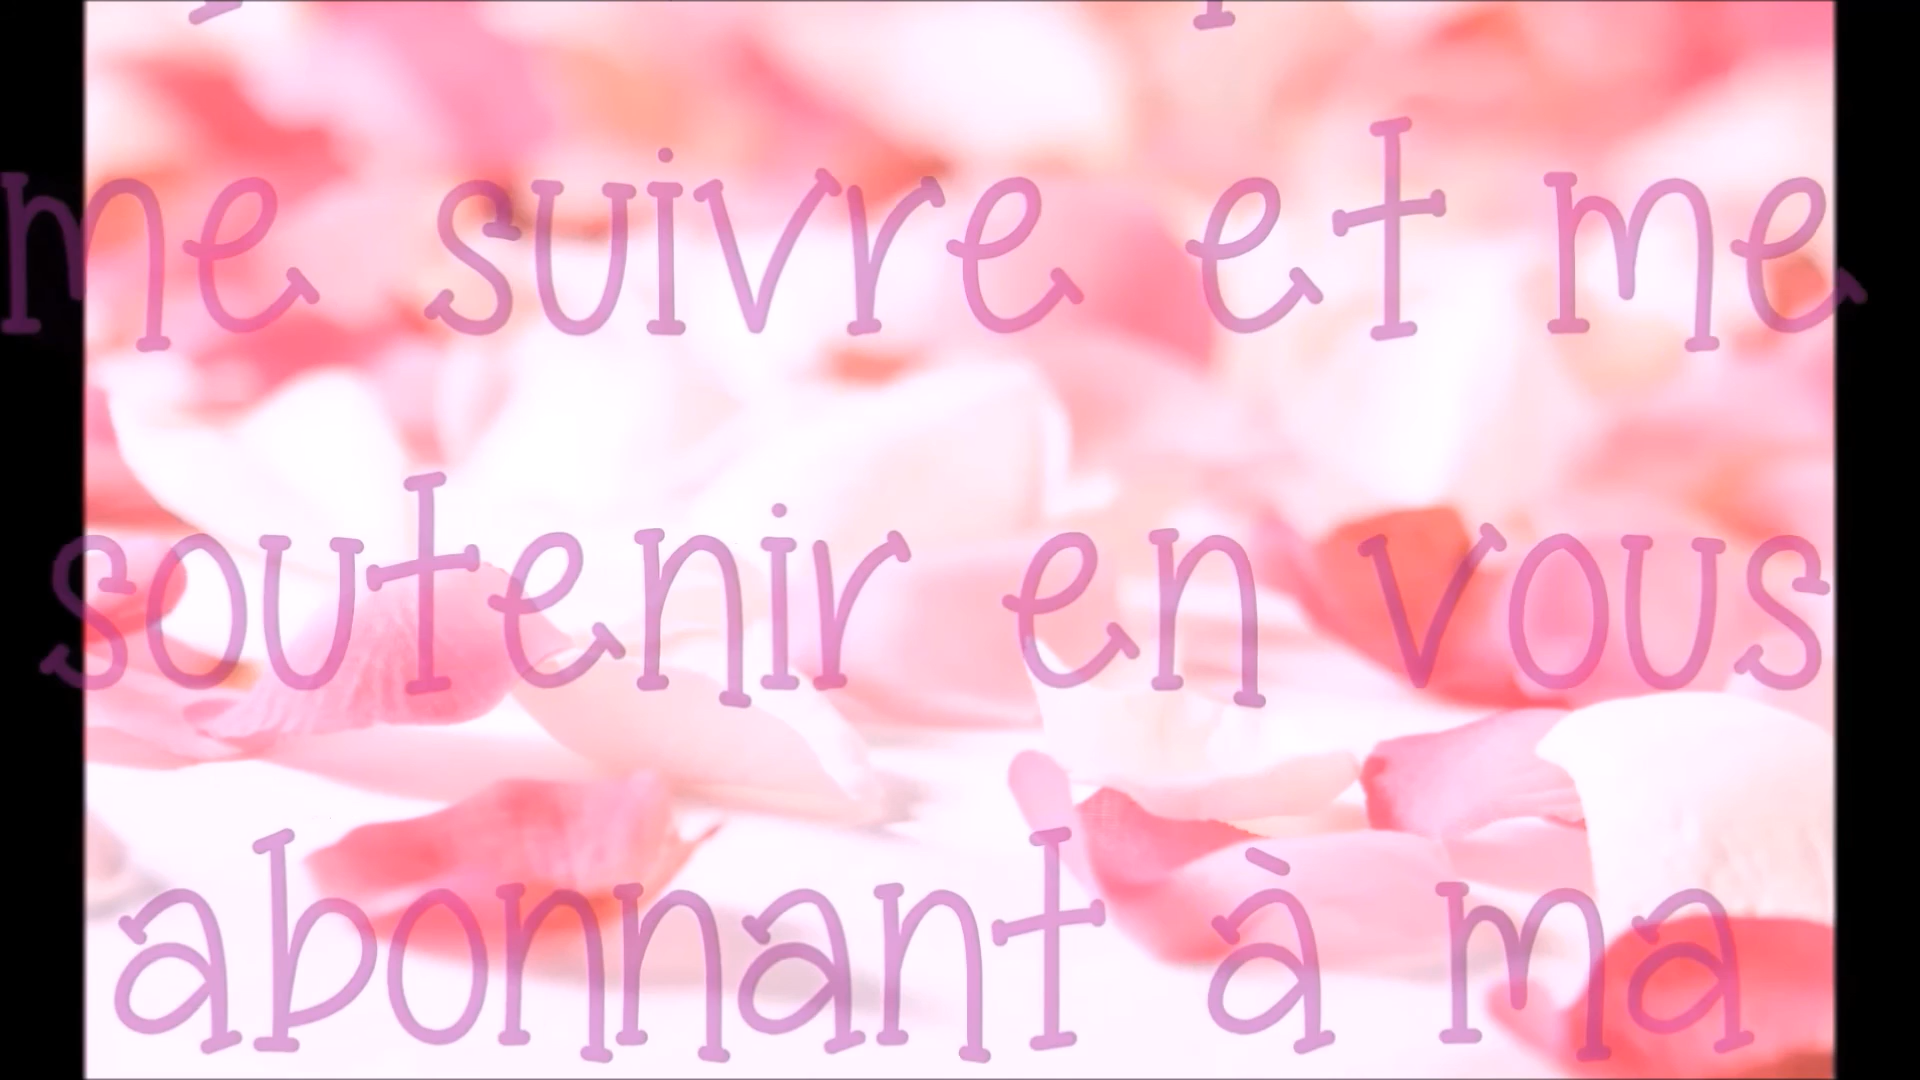 me suivre et me
soutenir en vous
abonnant à ma